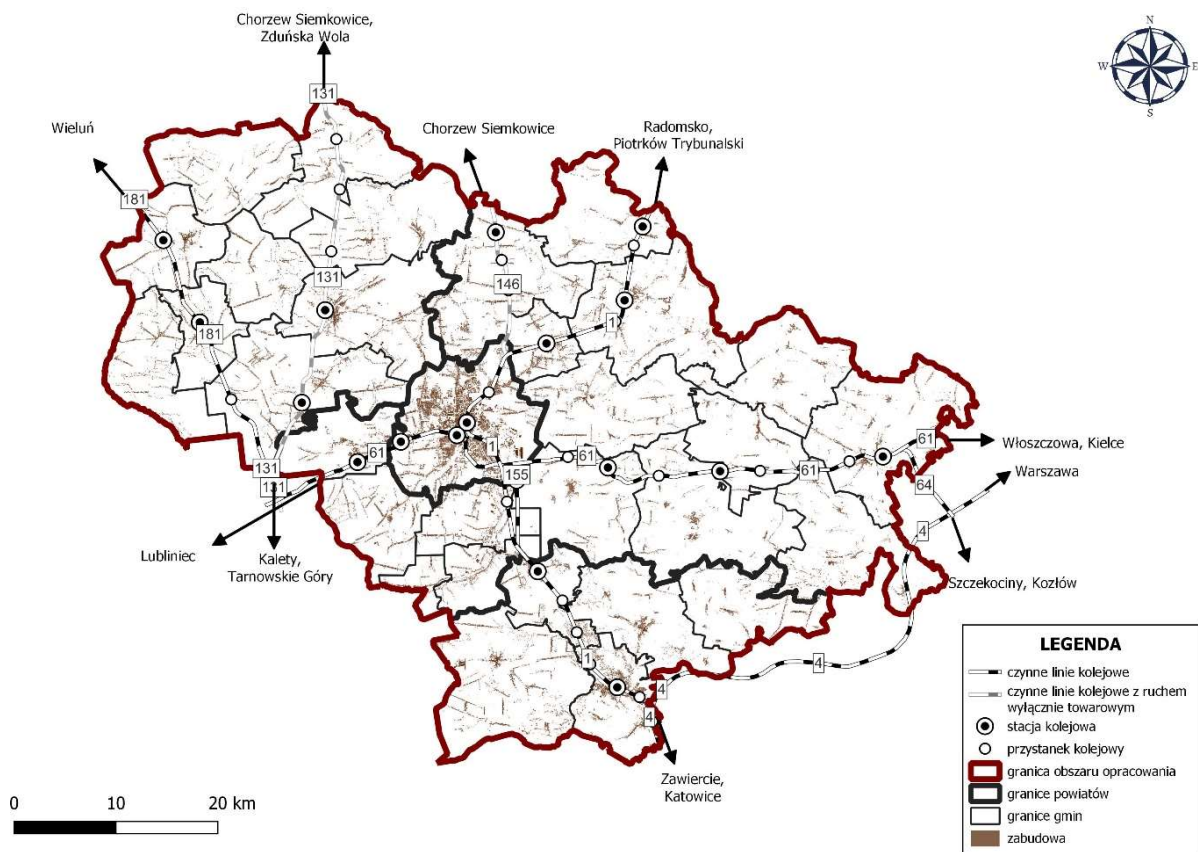 Chorzew Siemkowice,
Zduńska Wola
N
W
E
S
131
Wieluń
Chorzew Siemkowice
Radomsko,
Piotrków Trybunalski
181
131
146
181
1
61
1
61
155
61
61
Włoszczowa, Kielce
131
131
64
Warszawa
4
Lubliniec
Kalety,
Tarnowskie Góry
Szczekociny, Kozłów
1
4
4
4
Zawiercie,
Katowice
0 10 20 km
LEGENDA
czynne linie kolejowe
czynne linie kolejowe z ruchem
wyłącznie towarowym
stacja kolejowa
przystanek kolejowy
granica obszaru opracowania
granice powiatów
granice gmin
zabudowa